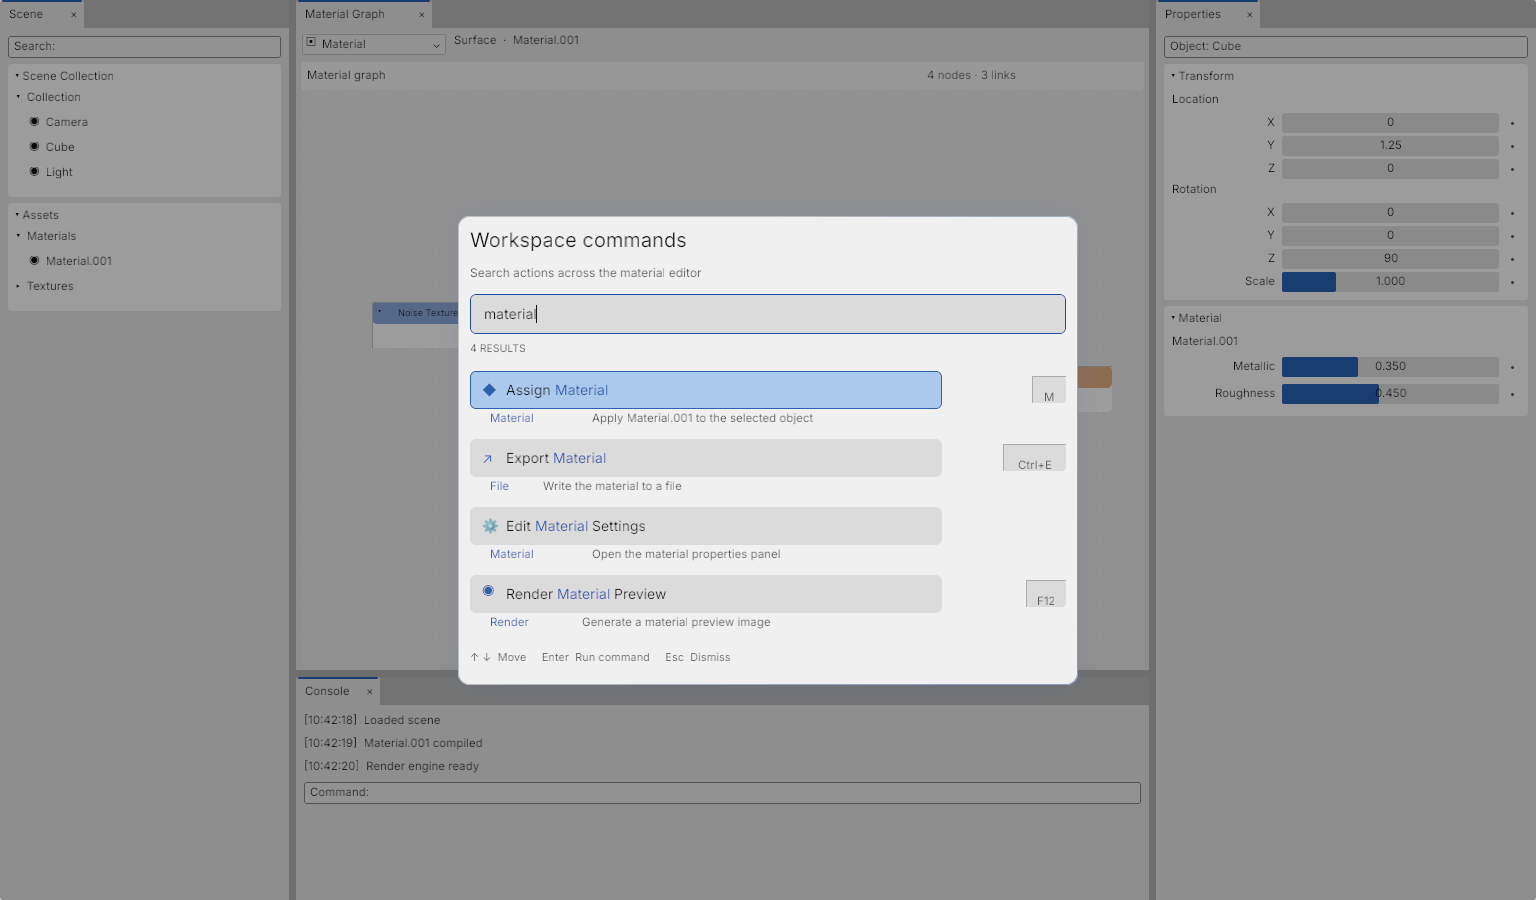 Scene ×
Search:
Scene Collection
Collection
Camera
Cube
Light
Assets
Materials
Material.001
Textures
Material Graph ×
Material
Surface · Material.001
Material graph
4 nodes · 3 links
Noise Texture
Workspace commands
Search actions across the material editor
material
4 RESULTS
Assign Material
M
Material Apply Material.001 to the selected object
Export Material
Ctrl+E
File Write the material to a file
Edit Material Settings
Material Open the material properties panel
Render Material Preview
F12
Render Generate a material preview image
↑ ↓ Move Enter Run command Esc Dismiss
Console ×
[10:42:18] Loaded scene
[10:42:19] Material.001 compiled
[10:42:20] Render engine ready
Command:
Properties ×
Object: Cube
Transform
Location
X 0
Y 1.25
Z 0
Rotation
X 0
Y 0
Z 90
Scale 1.000
Material
Material.001
Metallic 0.350
Roughness 0.450